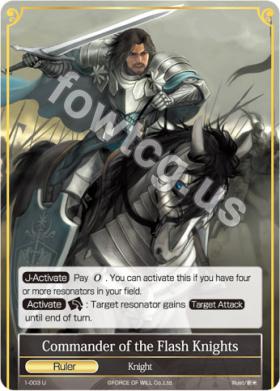 fowtcg.us
J-Activate Pay 0. You can activate this if you have four
or more resonators in your field.
Activate : Target resonator gains Target Attack
until end of turn.
Commander of the Flash Knights
Ruler Knight
1-003 U ©FORCE OF WILL Co.,Ltd. Illust/